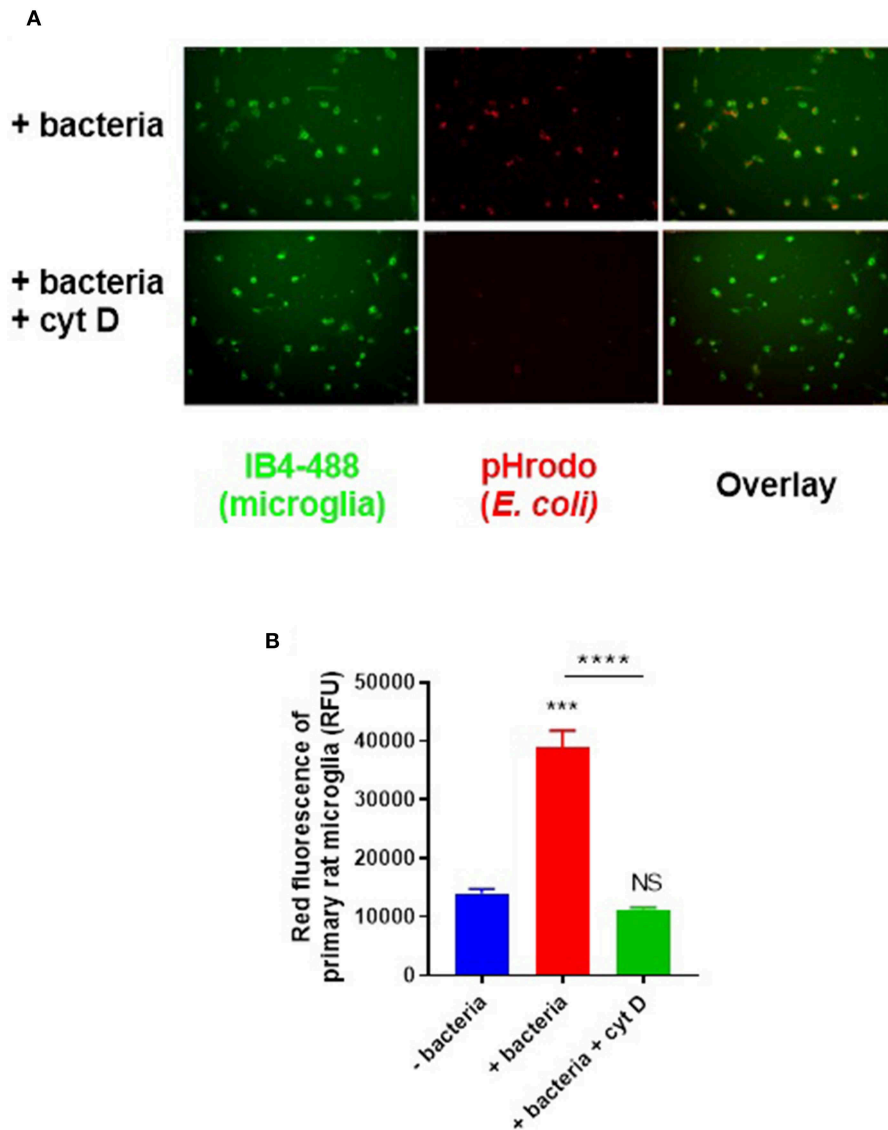 A
+ bacteria
+ bacteria
+ cyt D
IB4-488
(microglia)
pHrodo
(E. coli)
Overlay
B
Red fluorescence of
primary rat microglia (RFU)
50000
40000
30000
20000
10000
0
****
***
NS
- bacteria
+ bacteria
+ bacteria + cyt D